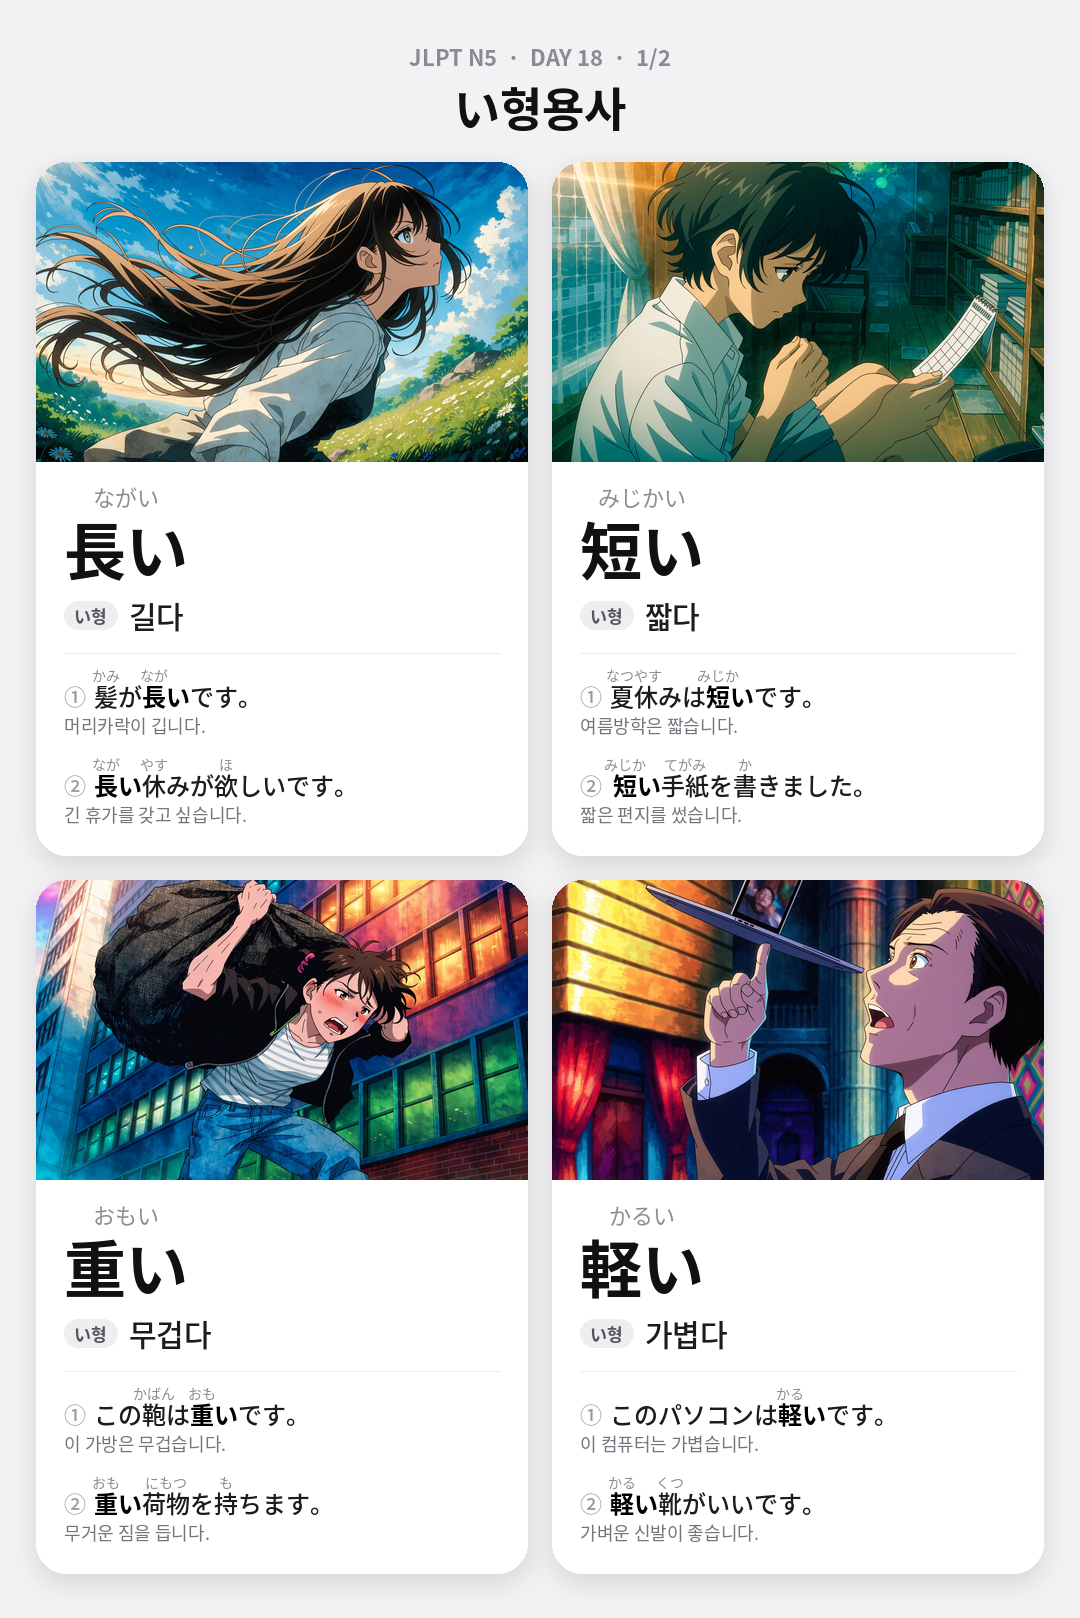 JLPT N5 · DAY 18 · 1/2
い형용사
ながい
長い
い형 길다
かみ なが
① 髪が長いです。
머리카락이 깁니다.
なが やす ほ
② 長い休みが欲しいです。
긴 휴가를 갖고 싶습니다.
みじかい
短い
い형 짧다
なつやす みじか
① 夏休みは短いです。
여름방학은 짧습니다.
みじか てがみ か
② 短い手紙を書きました。
짧은 편지를 썼습니다.
おもい
重い
い형 무겁다
かばん おも
① この鞄は重いです。
이 가방은 무겁습니다.
おも にもつ も
② 重い荷物を持ちます。
무거운 짐을 듭니다.
かるい
軽い
い형 가볍다
かる
① このパソコンは軽いです。
이 컴퓨터는 가볍습니다.
かる くつ
② 軽い靴がいいです。
가벼운 신발이 좋습니다.